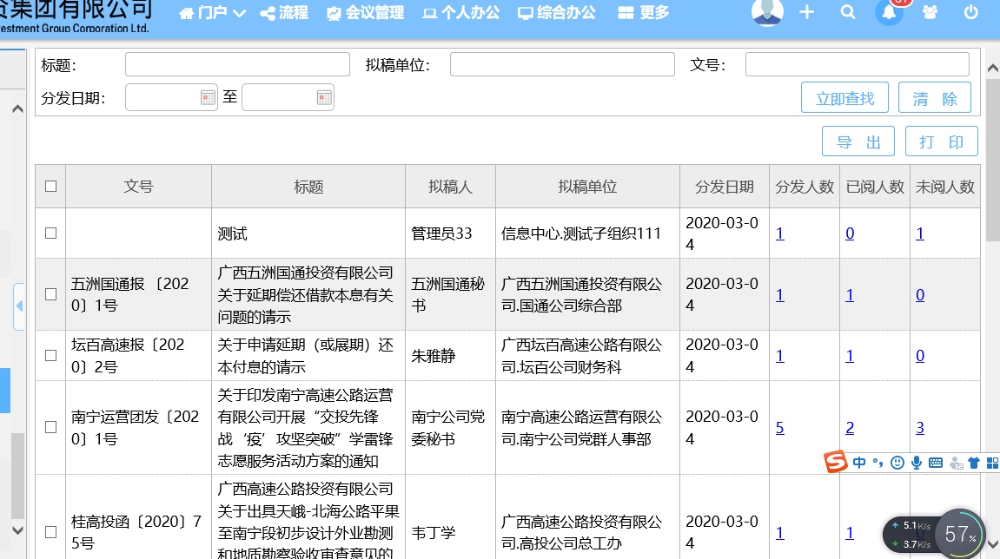 资集团有限公司
estment Group Corporation Ltd.
门户 流程 会议管理 个人办公 综合办公 更多
标题： 拟稿单位： 文号：
分发日期： 至 立即查找 清 除
导 出 打 印
文号 标题 拟稿人 拟稿单位 分发日期 分发人数 已阅人数 未阅人数
测试 管理员33 信息中心.测试子组织111 2020-03-0
4 1 0 1
五洲国通报 〔202
0〕1号
广西五洲国通投资有限公司
关于延期偿还借款本息有关
问题的请示
五洲国通秘
书
广西五洲国通投资有限公
司.国通公司综合部
2020-03-0
4
1 1 0
坛百高速报〔202
0〕2号
关于申请延期（或展期）还
本付息的请示
朱雅静
广西坛百高速公路有限公
司.坛百公司财务科
2020-03-0
4
1 1 0
南宁运营团发〔202
0〕1号
关于印发南宁高速公路运营
有限公司开展“交投先锋
战‘疫’攻坚突破”学雷锋
志愿服务活动方案的通知
南宁公司党
委秘书
南宁高速公路运营有限公
司.南宁公司党群人事部
2020-03-0
4
5 2 3
中
桂高投函〔2020〕7
5号
广西高速公路投资有限公司
关于出具天峨-北海公路平果
至南宁段初步设计外业勘测
和地质勘察验收审查意见的
韦丁学
广西高速公路投资有限公
司.高投公司总工办
2020-03-0
4
1 1
5.1K/s
3.7K/s
57%